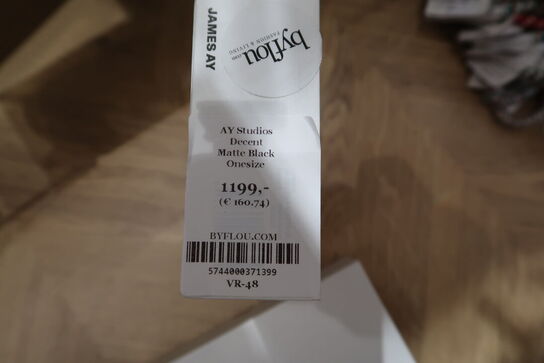 JAMES AY
byflou.com
FASHION & LIVING
AY Studios
Decent
Matte Black
Onesize
1199,-
(€ 160.74)
BYFLOU.COM
5744000371399
VR-48